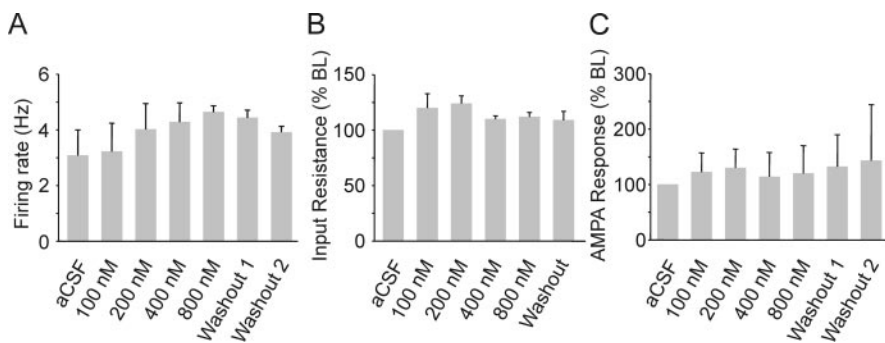 A
Firing rate (Hz)
6
4
2
0
aCSF
100 nM
200 nM
400 nM
800 nM
Washout 1
Washout 2
B
Input Resistance (% BL)
150
100
50
0
aCSF
100 nM
200 nM
400 nM
800 nM
Washout
C
AMPA Response (% BL)
300
250
200
150
100
50
0
aCSF
100 nM
200 nM
400 nM
800 nM
Washout 1
Washout 2